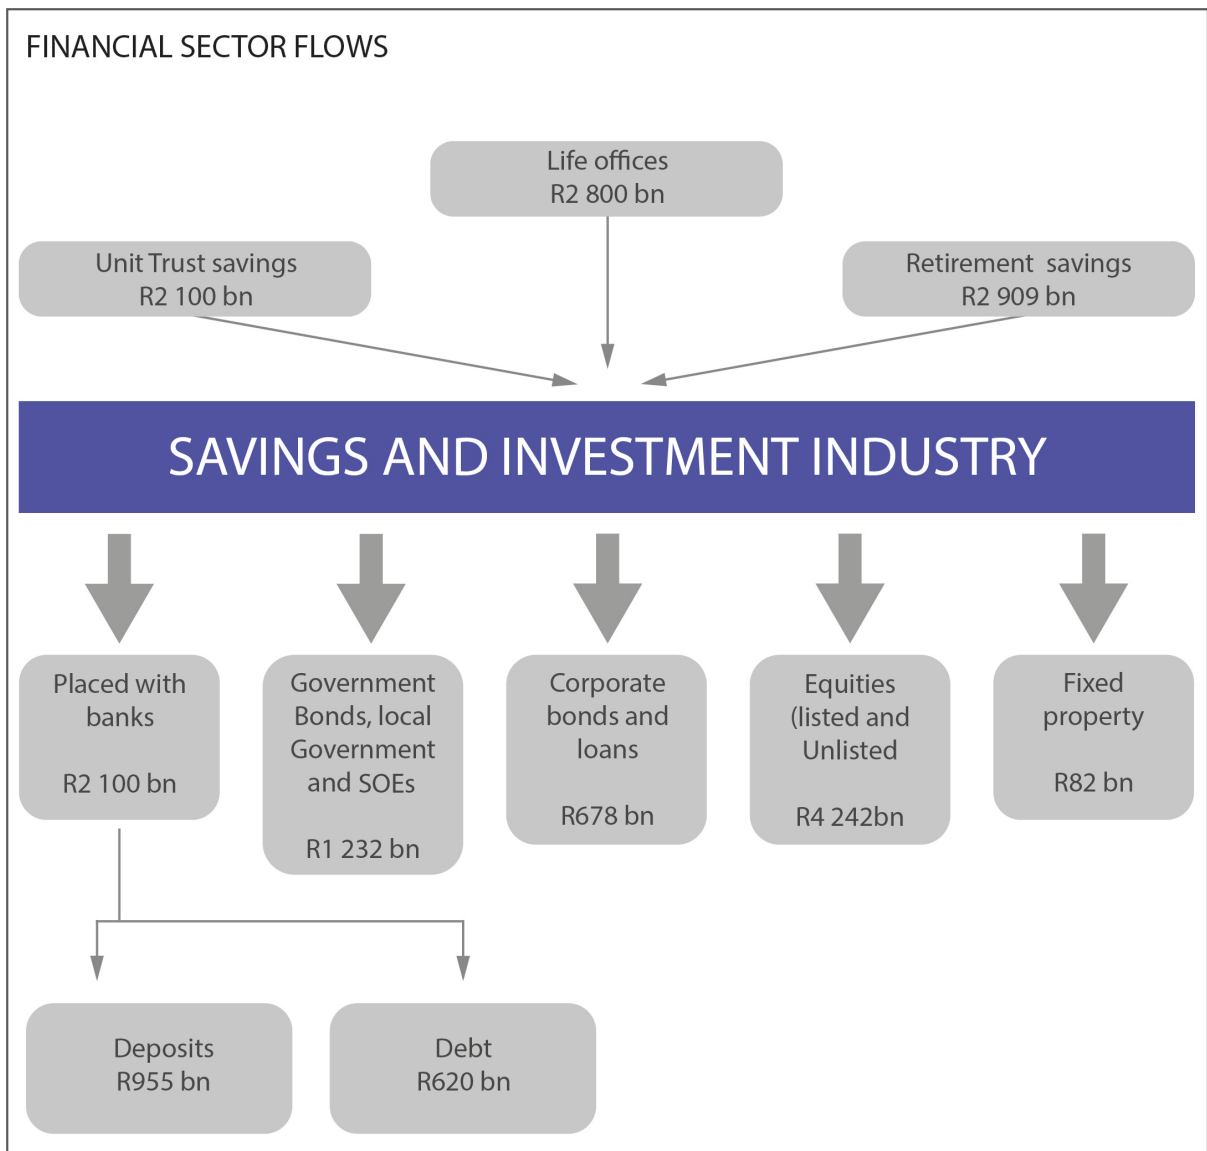 FINANCIAL SECTOR FLOWS
Life offices
R2 800 bn
Unit Trust savings
R2 100 bn
Retirement savings
R2 909 bn
SAVINGS AND INVESTMENT INDUSTRY
Placed with
banks
R2 100 bn
Government
Bonds, local
Government
and SOEs
R1 232 bn
Corporate
bonds and
loans
R678 bn
Equities
(listed and
Unlisted
R4 242bn
Fixed
property
R82 bn
Deposits
R955 bn
Debt
R620 bn